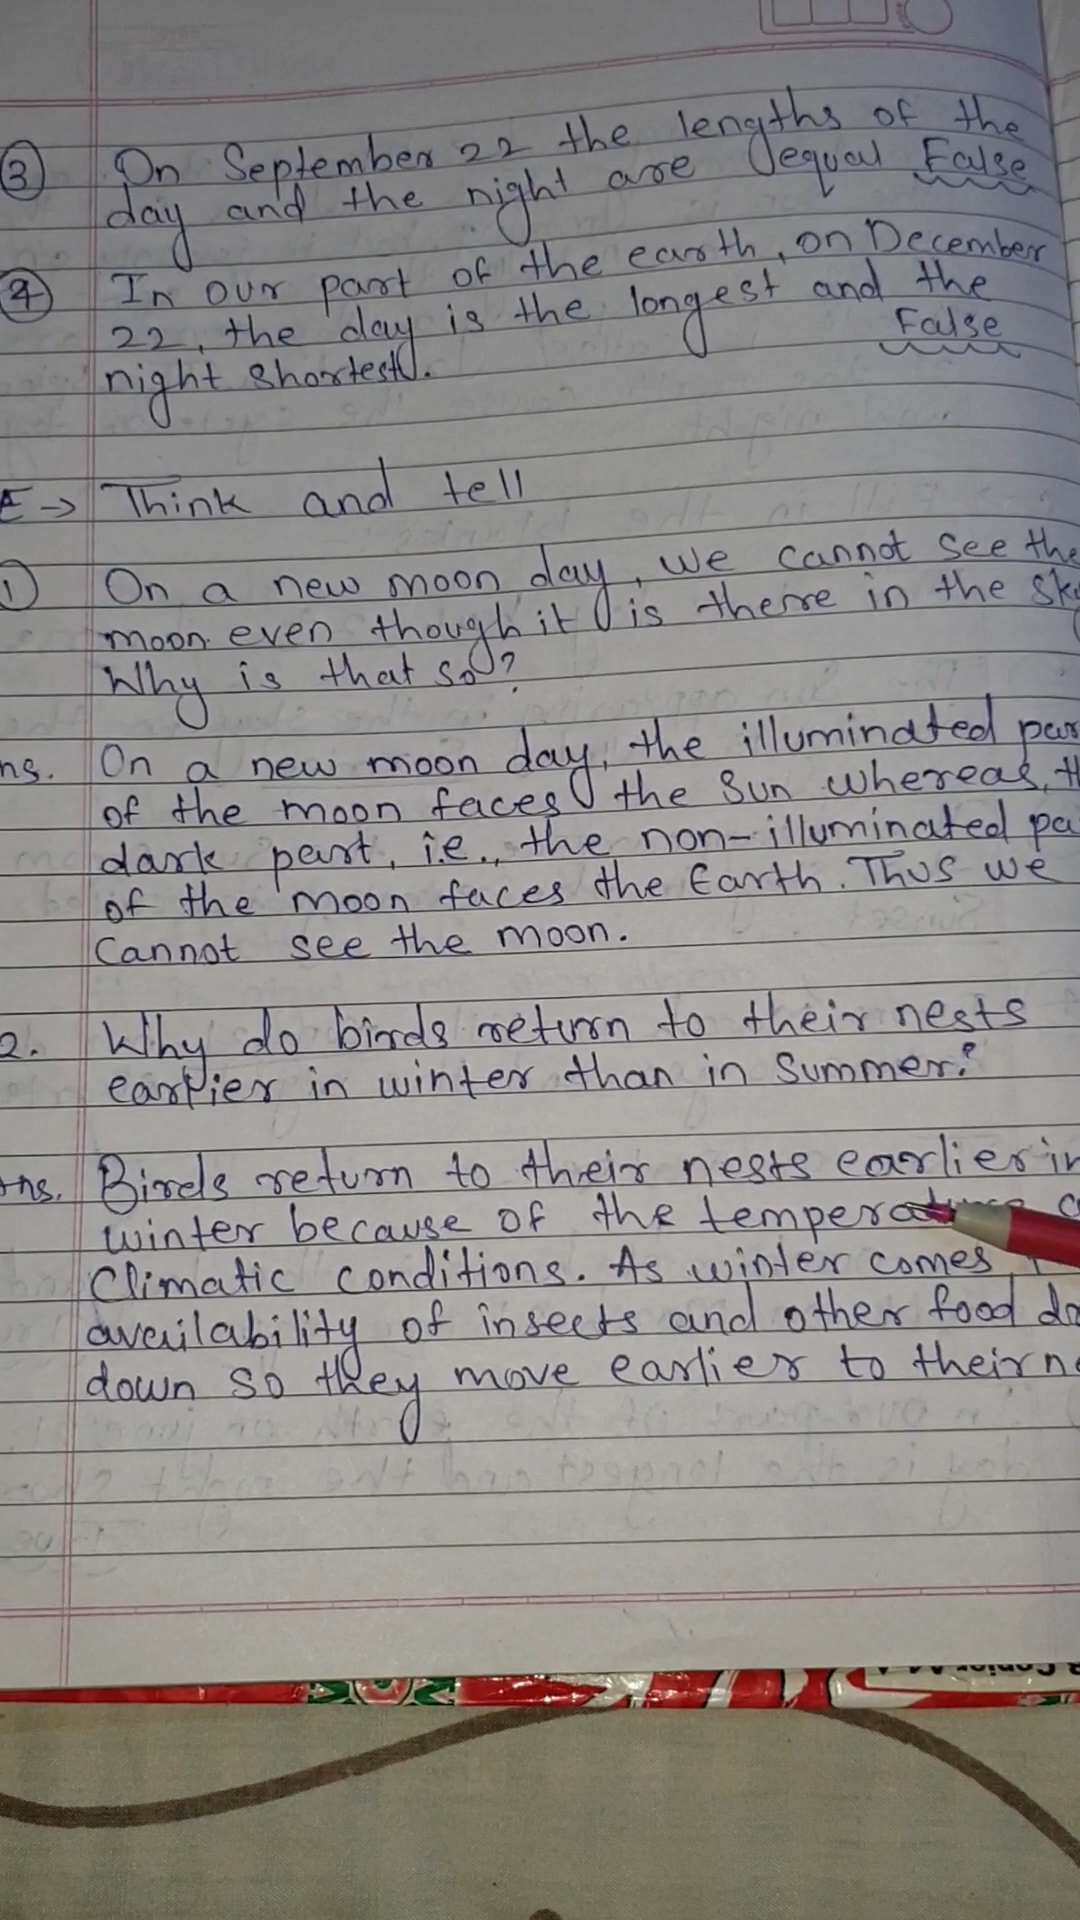 3 On September 22 the lengths of the
day and the night are equal False
4 In our part of the earth, on December
22, the day is the longest and the
night shortest. False
E → Think and tell
1 On a new moon day, we cannot see the
moon even though it is there in the sky
Why is that so?
On a new moon day, the illuminated
of the moon faces the Sun whereas,
dark part, i.e., the non-illuminated
of the moon faces the Earth. Thus we
Cannot see the moon.
2. Why do birds return to their nests
earlier in winter than in Summer?
Ans. Birds return to their nests earlier in
winter because of the
Climatic conditions. As winter comes
availability of insects and other food
down so they move earlier to their